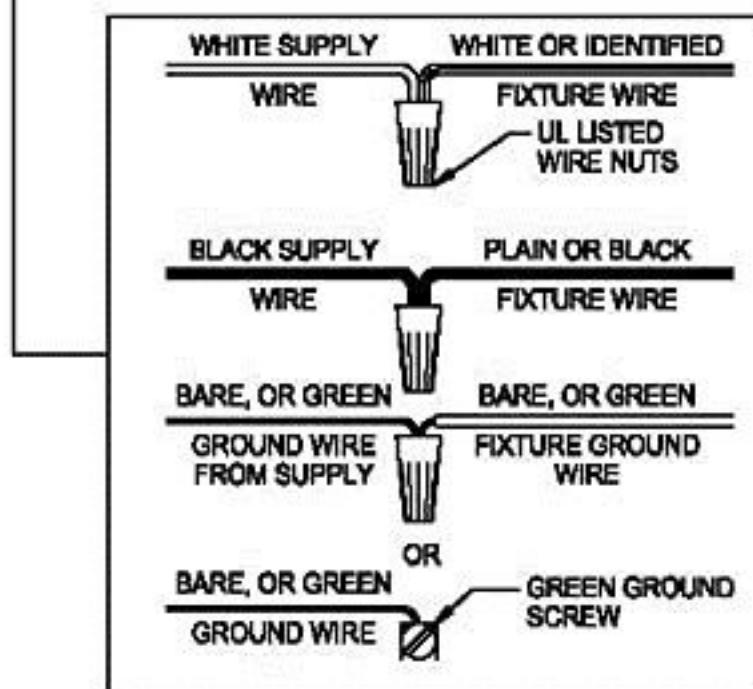 WHITE SUPPLY WIRE
WHITE OR IDENTIFIED FIXTURE WIRE
UL LISTED
WIRE NUTS
BLACK SUPPLY WIRE
PLAIN OR BLACK FIXTURE WIRE
BARE, OR GREEN
GROUND WIRE
FROM SUPPLY
BARE, OR GREEN
FIXTURE GROUND
WIRE
OR
BARE, OR GREEN
GROUND WIRE
GREEN GROUND
SCREW